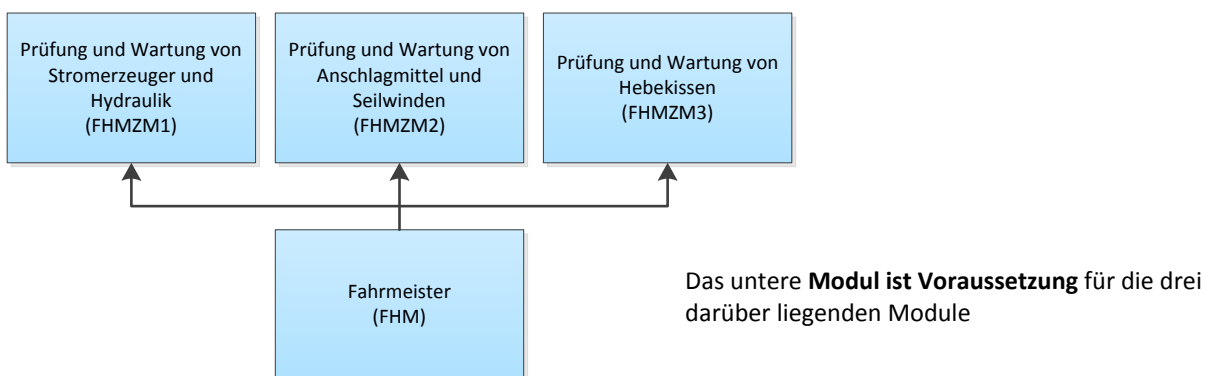 Prüfung und Wartung von
Stromerzeuger und
Hydraulik
(FHMZM1)
Prüfung und Wartung von
Anschlagmittel und
Seilwinden
(FHMZM2)
Prüfung und Wartung von
Hebekissen
(FHMZM3)
Fahrmeister
(FHM)
Das untere Modul ist Voraussetzung für die drei
darüber liegenden Module